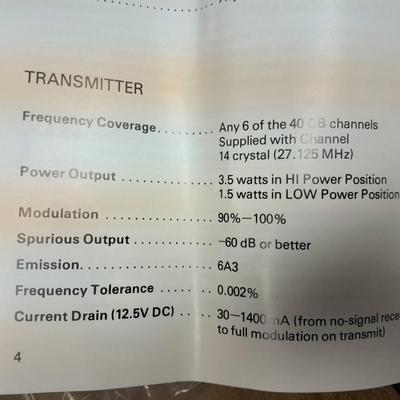 TRANSMITTER
Frequency Coverage........ Any 6 of the 40 CB channels
Supplied with Channel
14 crystal (27.125 MHz)
Power Output ............. 3.5 watts in HI Power Position
1.5 watts in LOW Power Position
Modulation ............... 90%—100%
Spurious Output ........... -60 dB or better
Emission.................. 6A3
Frequency Tolerance ....... 0.002%
Current Drain (12.5V DC) ..... 30—1400 mA (from no-signal rece
to full modulation on transmit)
4